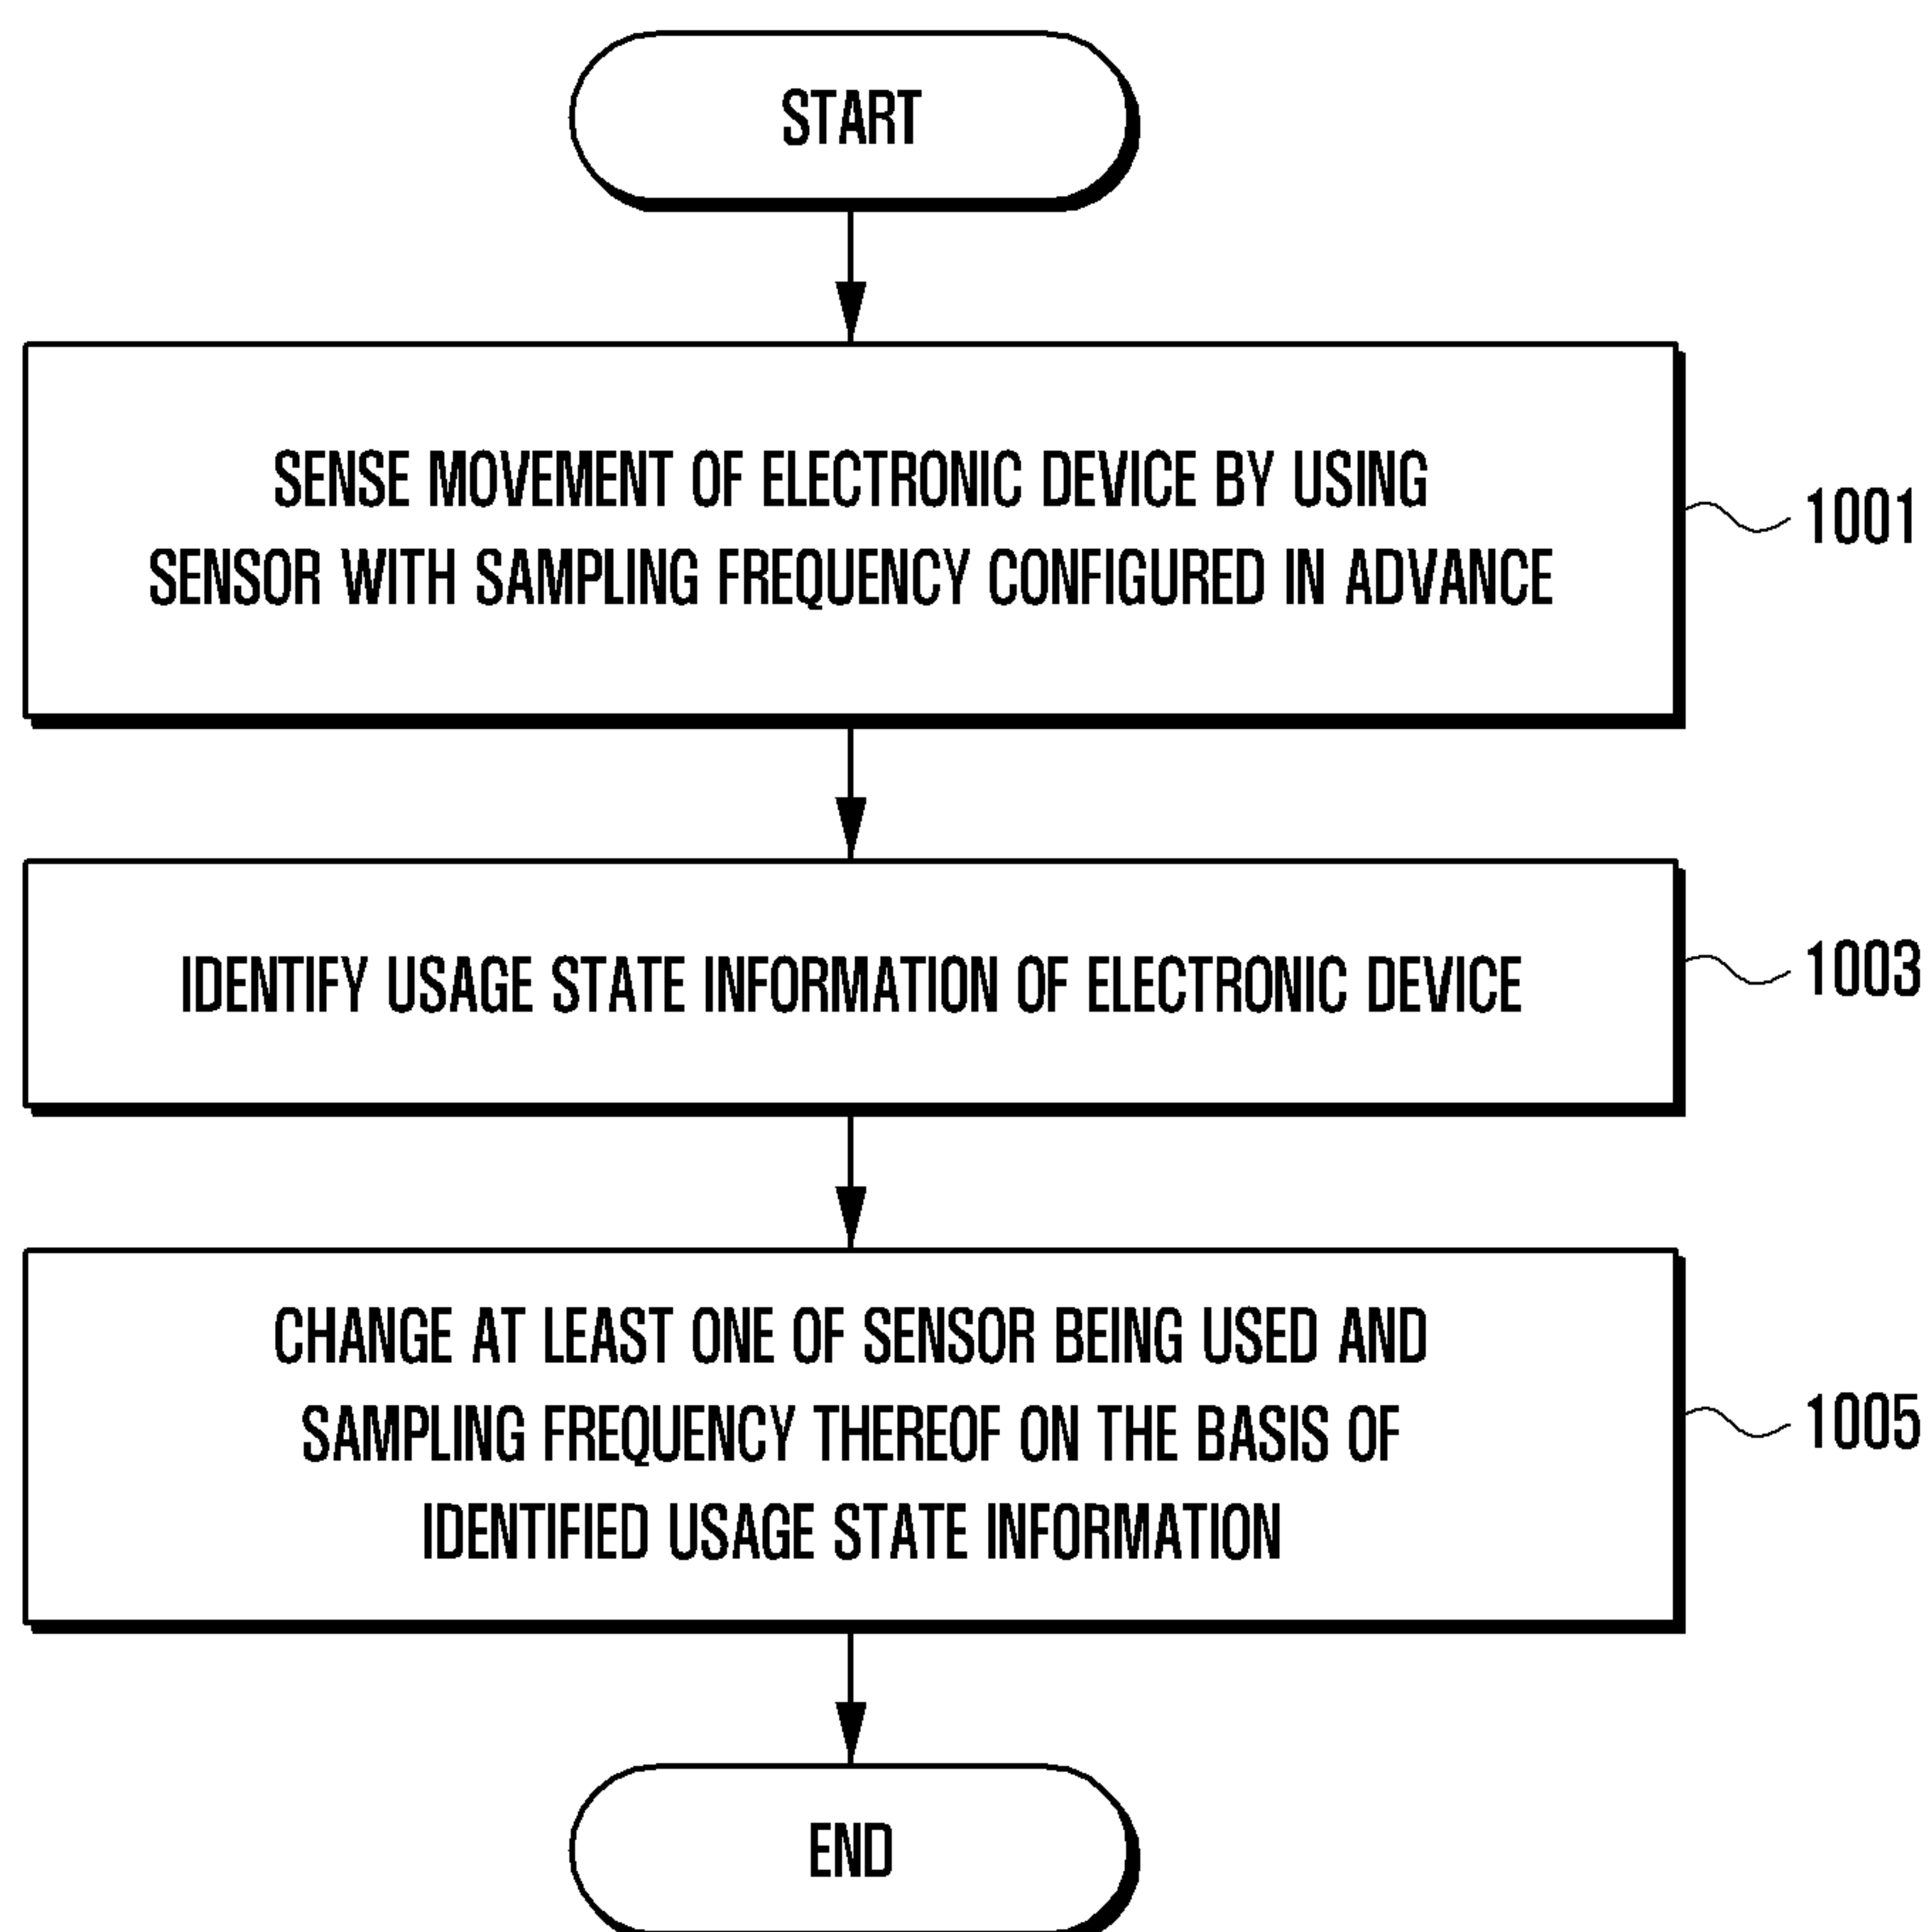 START
SENSE MOVEMENT OF ELECTRONIC DEVICE BY USING
SENSOR WITH SAMPLING FREQUENCY CONFIGURED IN ADVANCE
1001
IDENTIFY USAGE STATE INFORMATION OF ELECTRONIC DEVICE
1003
CHANGE AT LEAST ONE OF SENSOR BEING USED AND
SAMPLING FREQUENCY THEREOF ON THE BASIS OF
IDENTIFIED USAGE STATE INFORMATION
1005
END